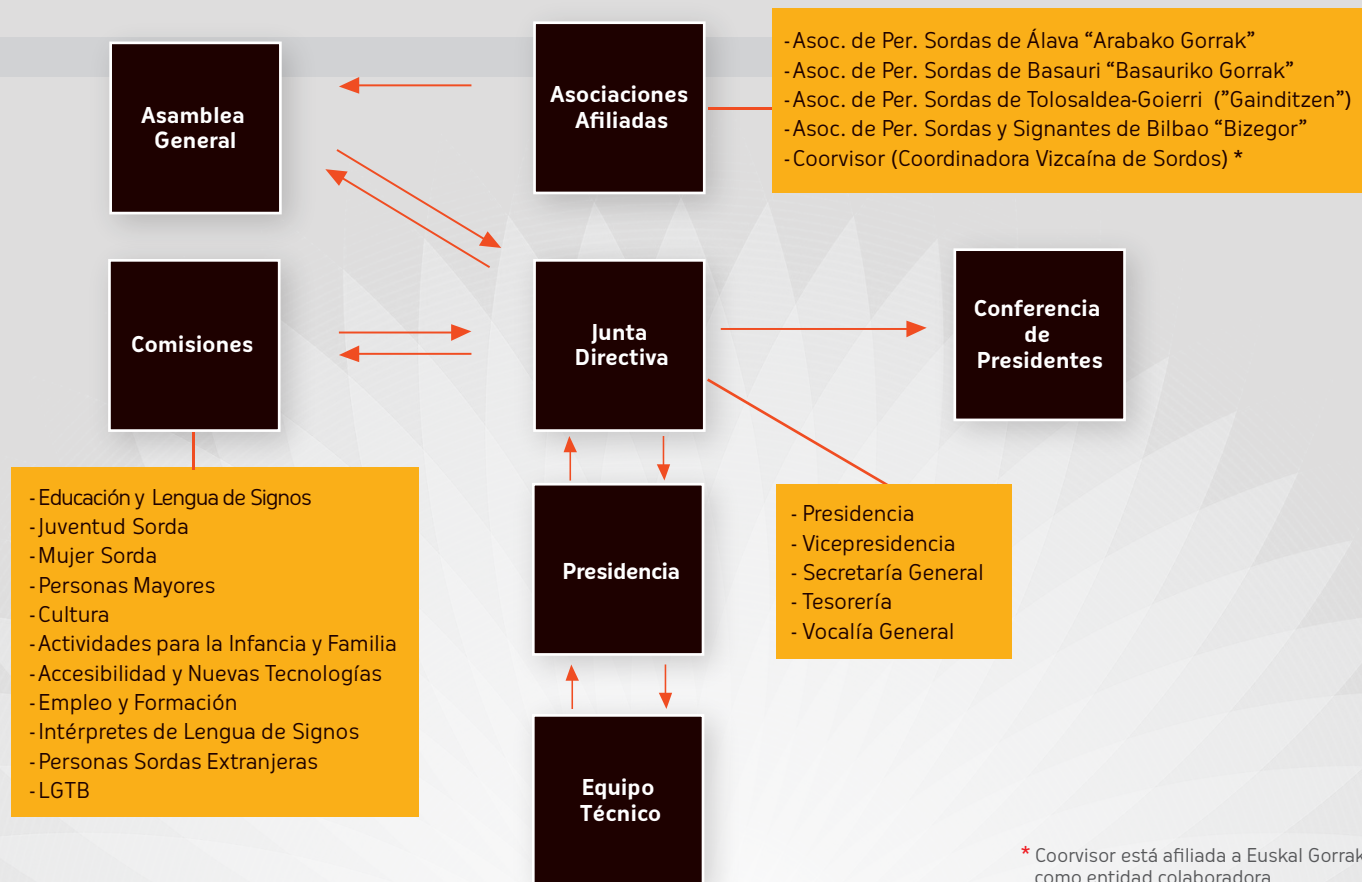 Asamblea
General
Asociaciones
Afiliadas
-Asoc. de Per. Sordas de Álava “Arabako Gorrak”
-Asoc. de Per. Sordas de Basauri “Basauriko Gorrak”
-Asoc. de Per. Sordas de Tolosaldea-Goierri (”Gainditzen”)
-Asoc. de Per. Sordas y Signantes de Bilbao “Bizegor”
-Coorvisor (Coordinadora Vizcaína de Sordos) *
Comisiones
Junta
Directiva
Conferencia
de
Presidentes
-Educación y Lengua de Signos
-Juventud Sorda
-Mujer Sorda
-Personas Mayores
-Cultura
-Actividades para la Infancia y Familia
-Accesibilidad y Nuevas Tecnologías
-Empleo y Formación
-Intérpretes de Lengua de Signos
-Personas Sordas Extranjeras
-LGTB
Presidencia
- Presidencia
- Vicepresidencia
- Secretaría General
- Tesorería
- Vocalía General
Equipo
Técnico
* Coorvisor está afiliada a Euskal Gorrak
como entidad colaboradora